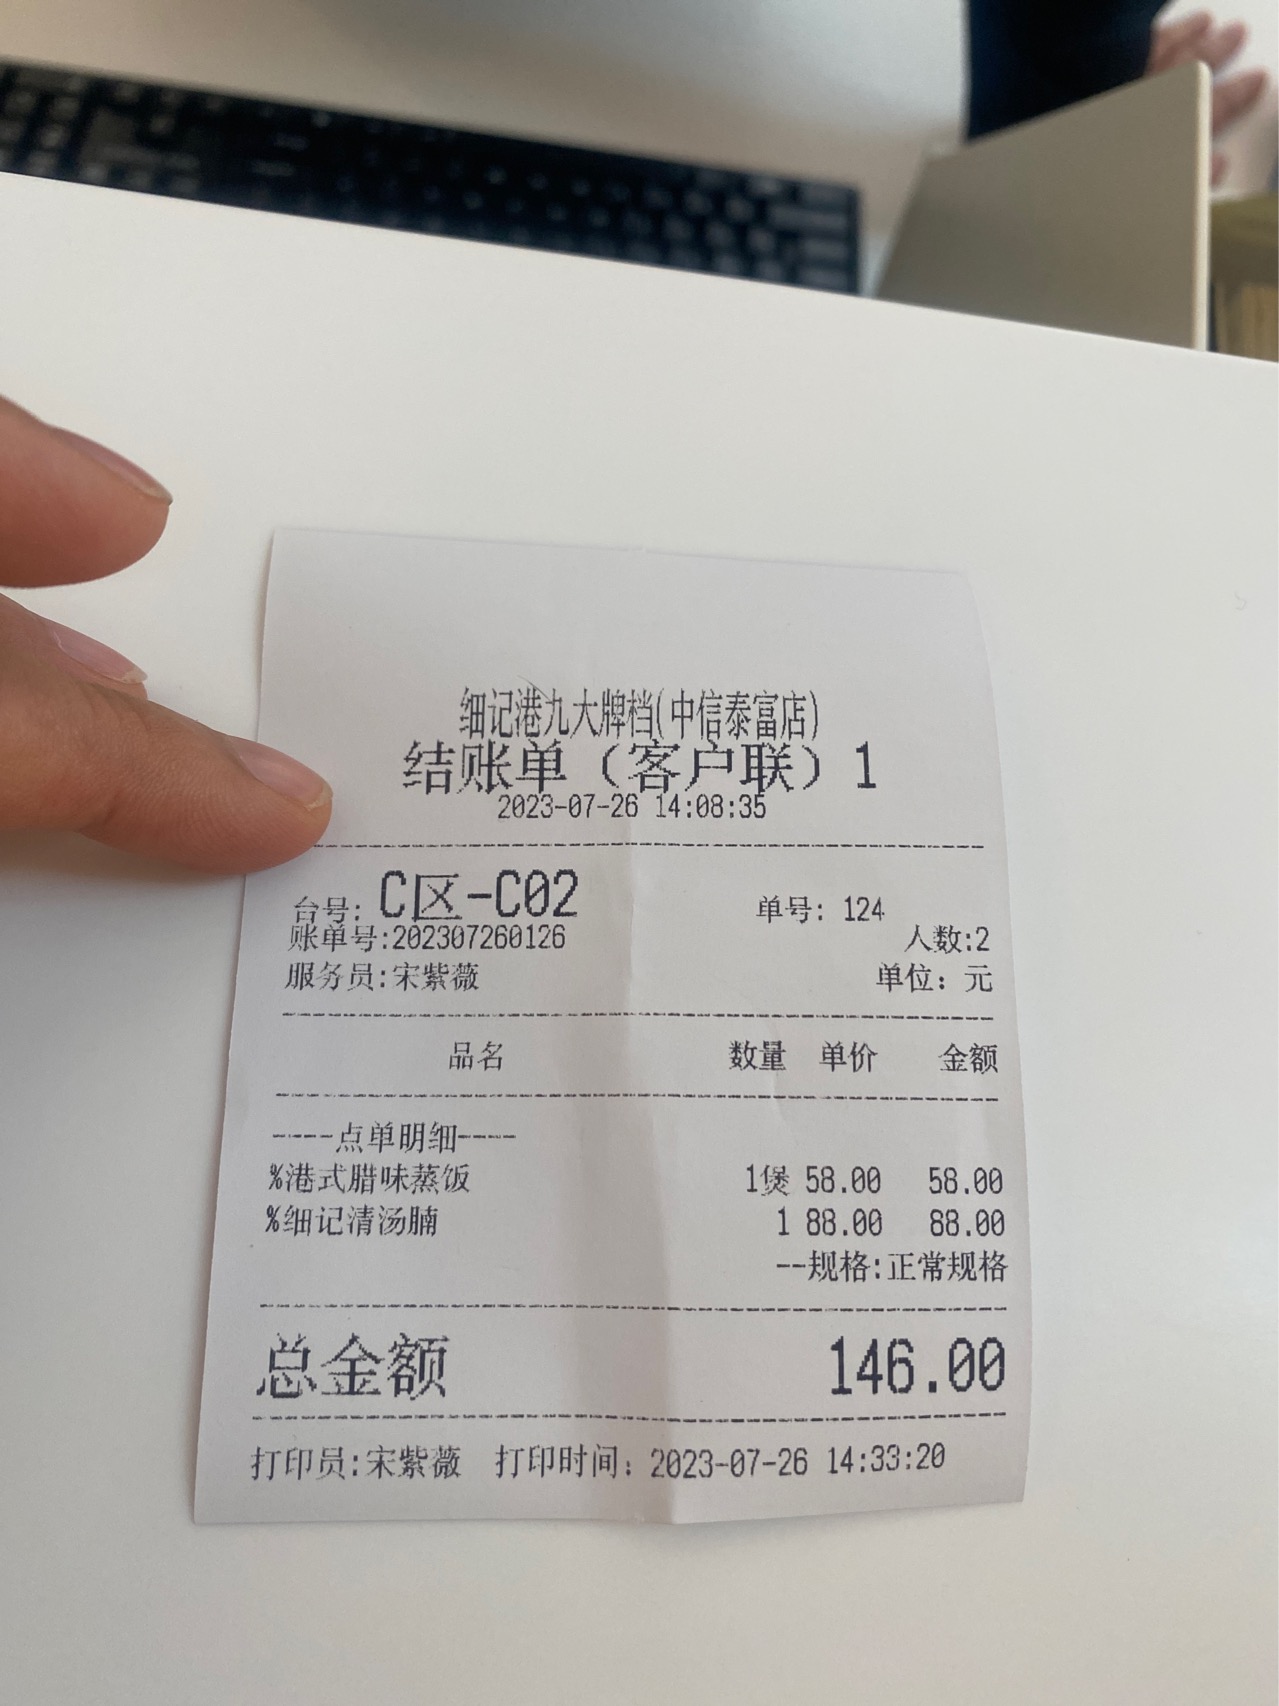 细记港九大牌档(中信泰富店)
结账单（客户联）1
2023-07-26 14:08:35
台号: C区-C02 单号: 124
账单号:202307260126 人数:2
服务员:宋紫薇 单位: 元
品名 数量 单价 金额
----点单明细----
%港式腊味蒸饭 1煲 58.00 58.00
%细记清汤腩 1 88.00 88.00
--规格:正常规格
总金额 146.00
打印员:宋紫薇 打印时间: 2023-07-26 14:33:20